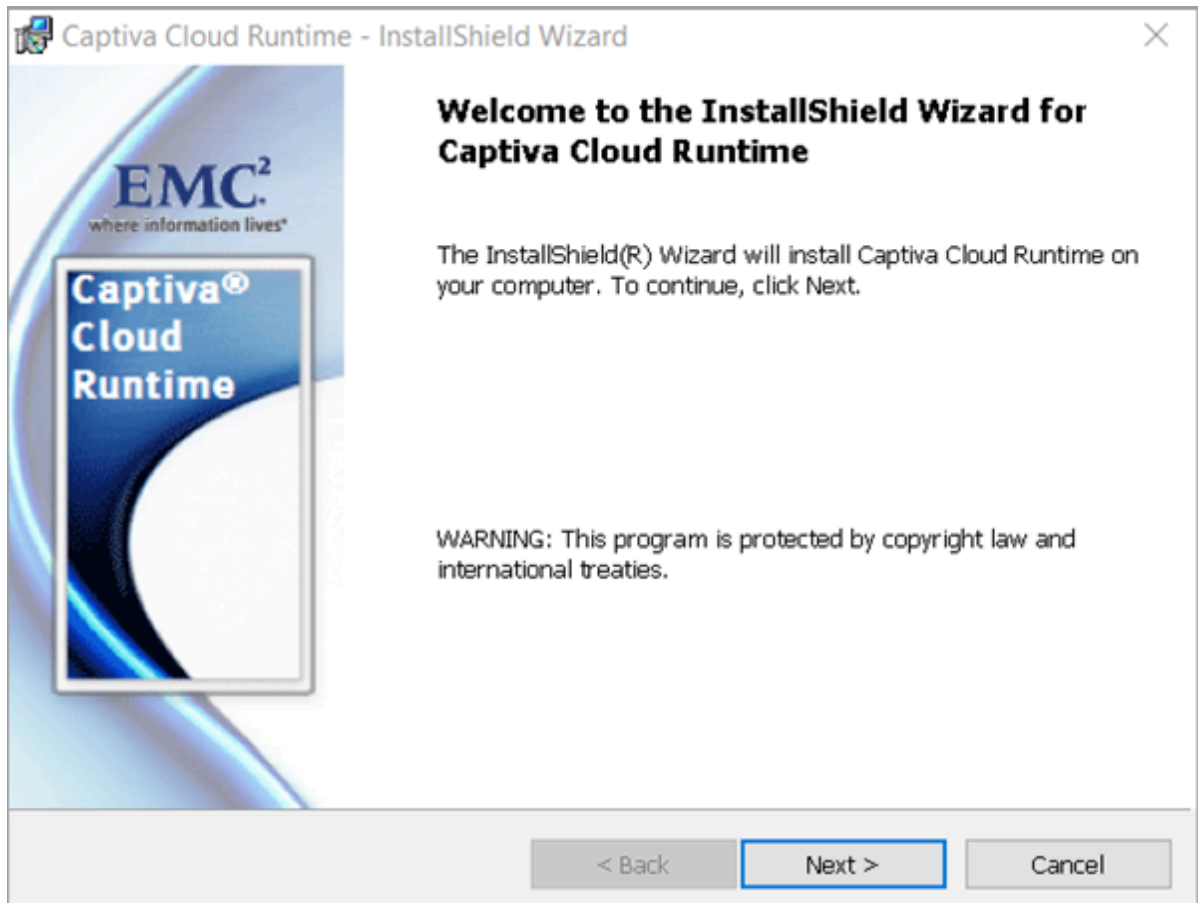 Captiva Cloud Runtime - InstallShield Wizard
EMC²
where information lives®
Captiva®
Cloud
Runtime
Welcome to the InstallShield Wizard for
Captiva Cloud Runtime
The InstallShield(R) Wizard will install Captiva Cloud Runtime on
your computer. To continue, click Next.
WARNING: This program is protected by copyright law and
international treaties.
< Back
Next >
Cancel